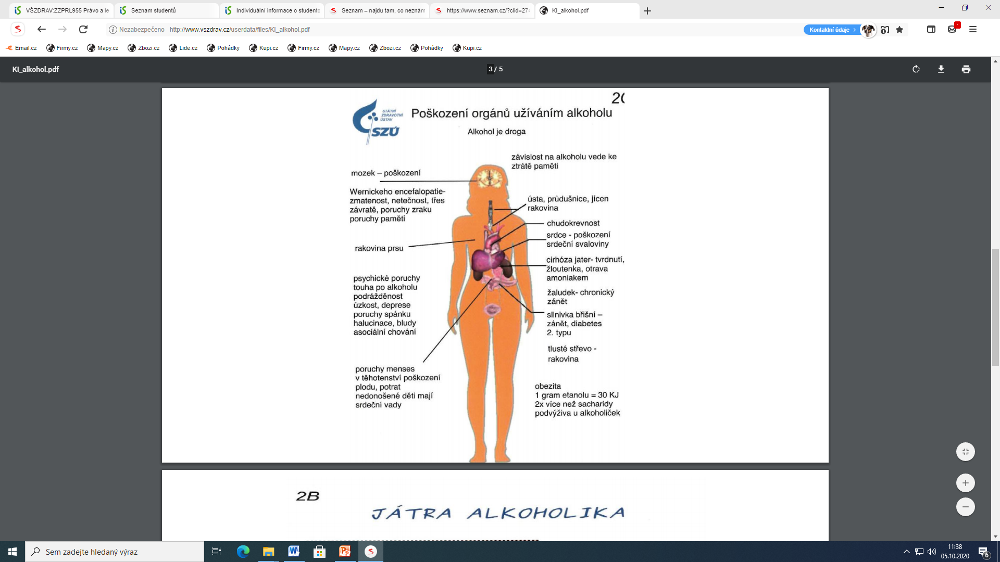 VŠZDRAV:ZZPRL955 Právo a le
Seznam studentů
Individuální informace o studento
Seznam – najdu tam, co neznám
https://www.seznam.cz/?clid=274
KI_alkohol.pdf
Nezabezpečeno http://www.vszdrav.cz/userdata/files/KI_alkohol.pdf
Kontaktní údaje
Email.cz
Firmy.cz
Mapy.cz
Zbozi.cz
Lide.cz
Pohádky
Kupi.cz
Firmy.cz
Mapy.cz
Zbozi.cz
Pohádky
Kupi.cz
KI_alkohol.pdf
3 / 5
STÁTNÍ
ZDRAVOTNÍ
ÚSTAV
SZÚ
Poškození orgánů užíváním alkoholu
Alkohol je droga
závislost na alkoholu vede ke
ztrátě paměti
mozek – poškození
Wernickeho encefalopatie-
zmatenost, netečnost, třes
závratě, poruchy zraku
poruchy paměti
ústa, průdušnice, jícen
rakovina
chudokrevnost
srdce - poškození
srdeční svaloviny
rakovina prsu
cirhóza jater- tvrdnutí,
žloutenka, otrava
amoniakem
psychické poruchy
touha po alkoholu
podrážděnost
úzkost, deprese
poruchy spánku
halucinace, bludy
asociální chování
žaludek- chronický
zánět
slinivka břišní –
zánět, diabetes
2. typu
tlusté střevo -
rakovina
poruchy menses
v těhotenství poškození
plodu, potrat
nedonošené děti mají
srdeční vady
obezita
1 gram etanolu = 30 KJ
2x více než sacharidy
podvýživa u alkoholiček
2B
JÁTRA ALKOHOLIKA
Sem zadejte hledaný výraz
11:38
05.10.2020
6